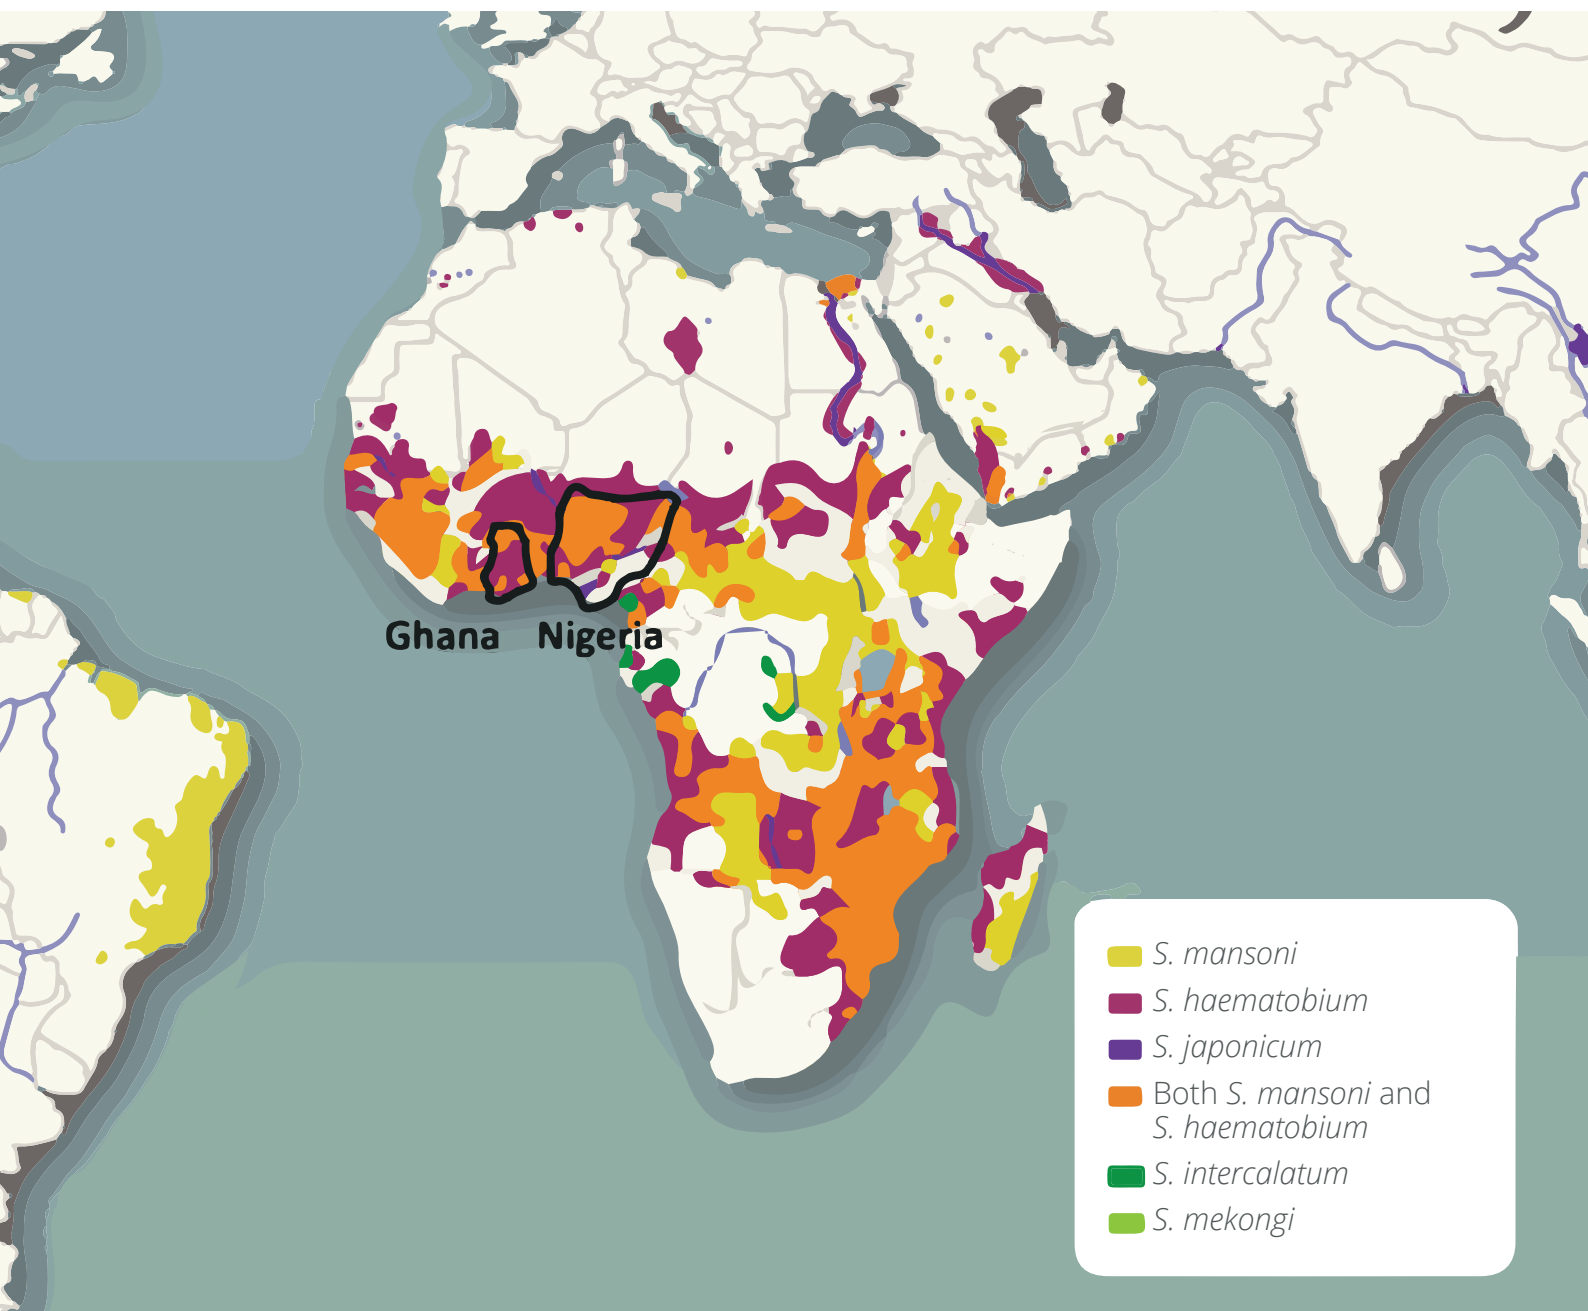 Ghana
Nigeria
S. mansoni
S. haematobium
S. japonicum
Both S. mansoni and
S. haematobium
S. intercalatum
S. mekongi